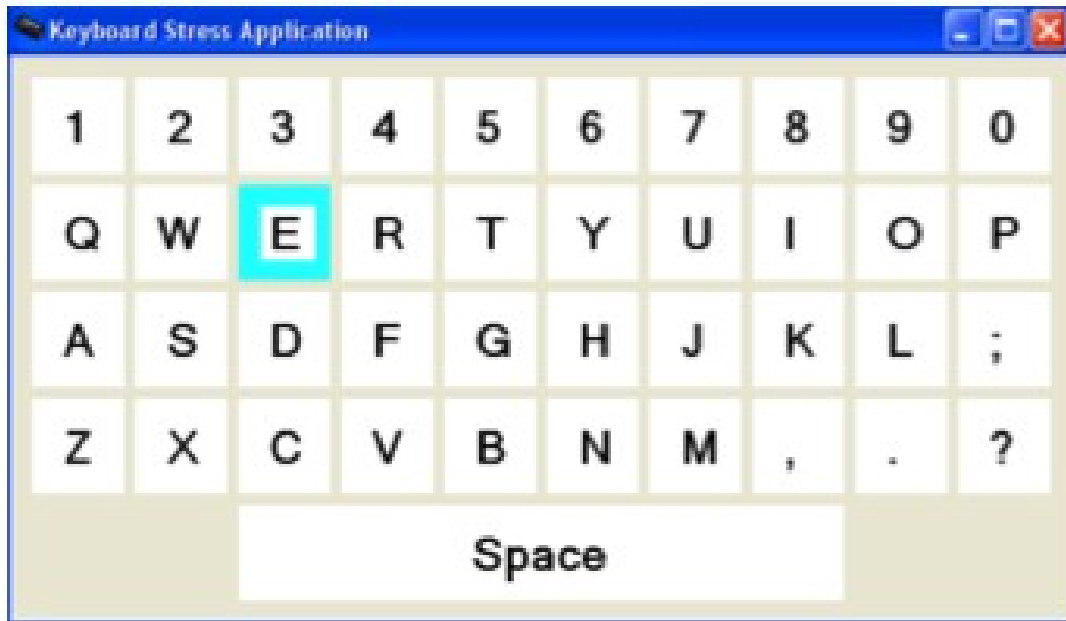 Keyboard Stress Application
1 2 3 4 5 6 7 8 9 0
Q W E R T Y U I O P
A S D F G H J K L ;
Z X C V B N M , . ?
Space